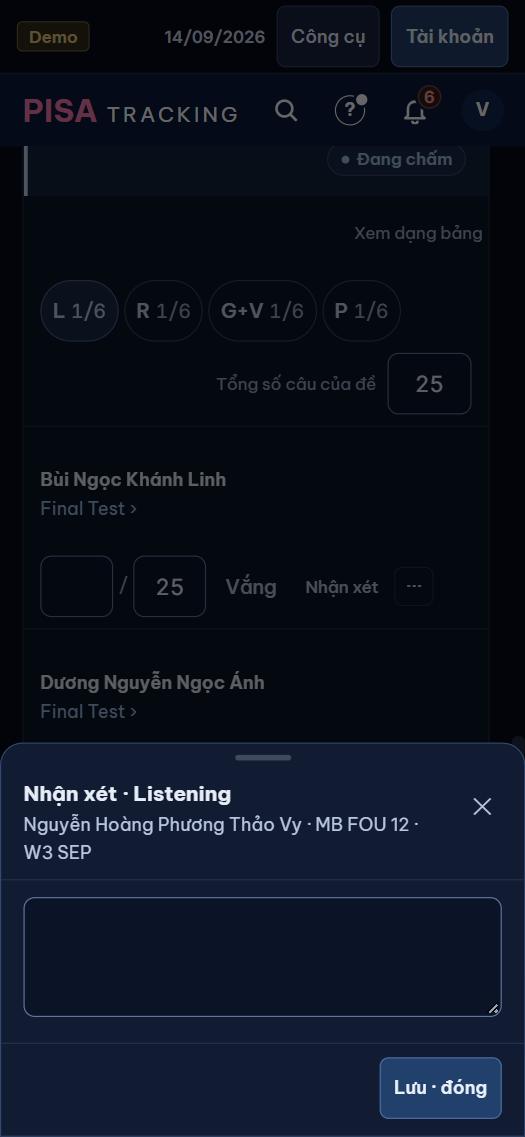 Demo
14/09/2026
Công cụ
Tài khoản
PISA TRACKING
?
6
V
Đang chấm
Xem dạng bảng
L 1/6
R 1/6
G+V 1/6
P 1/6
Tổng số câu của đề
25
Bùi Ngọc Khánh Linh
Final Test ›
/ 25
Vắng
Nhận xét
···
Dương Nguyễn Ngọc Ánh
Final Test ›
Nhận xét · Listening
Nguyễn Hoàng Phương Thảo Vy · MB FOU 12 ·
W3 SEP
Lưu · đóng